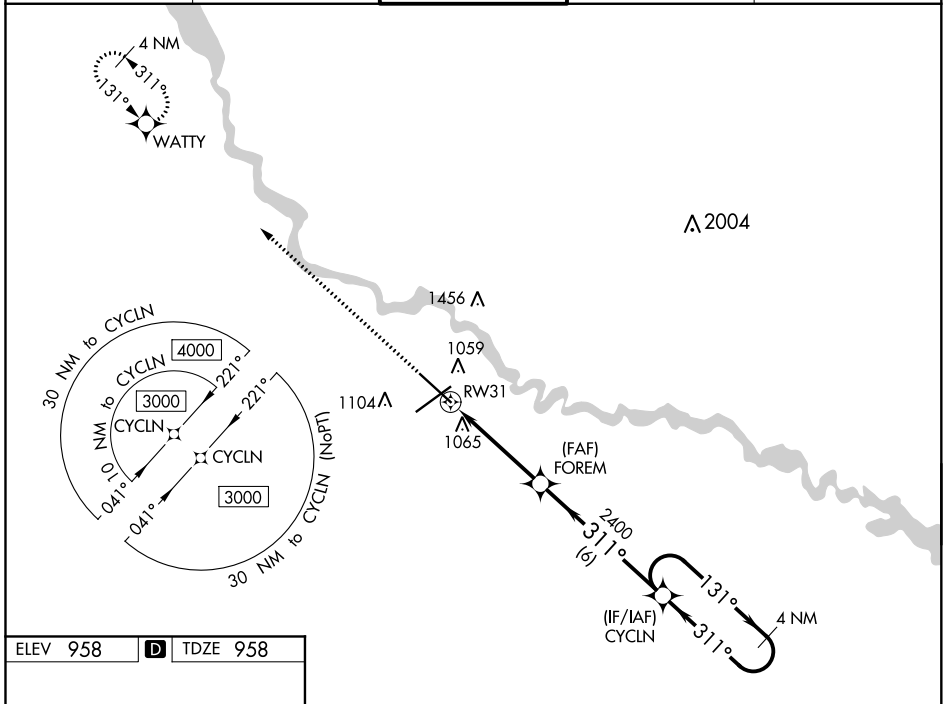 4 NM
311°
131°
WATTY
2004
1456
1059
RW31
1104
1065
30 NM to CYCLN
4000
221°
10 NM to CYCLN
3000
221°
CYCLN
CYCLN
041°
3000
041°
30 NM to CYCLN (NoPT)
(FAF)
FOREM
2400
311°
(6)
131°
(IF/IAF)
CYCLN
4 NM
311°
ELEV 958 D TDZE 958